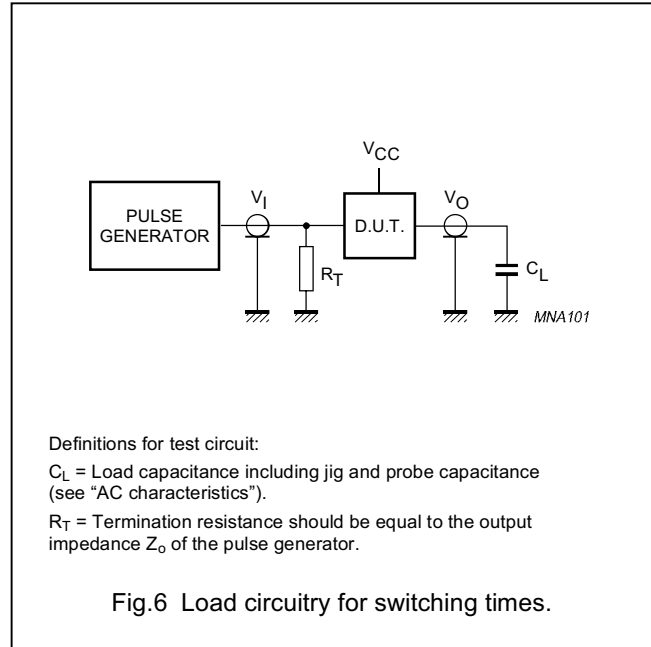 V_CC
V_I
V_O
PULSE
GENERATOR
D.U.T.
R_T
C_L
MNA101
Definitions for test circuit:
C_L = Load capacitance including jig and probe capacitance
(see “AC characteristics”).
R_T = Termination resistance should be equal to the output
impedance Z_o of the pulse generator.
Fig.6 Load circuitry for switching times.